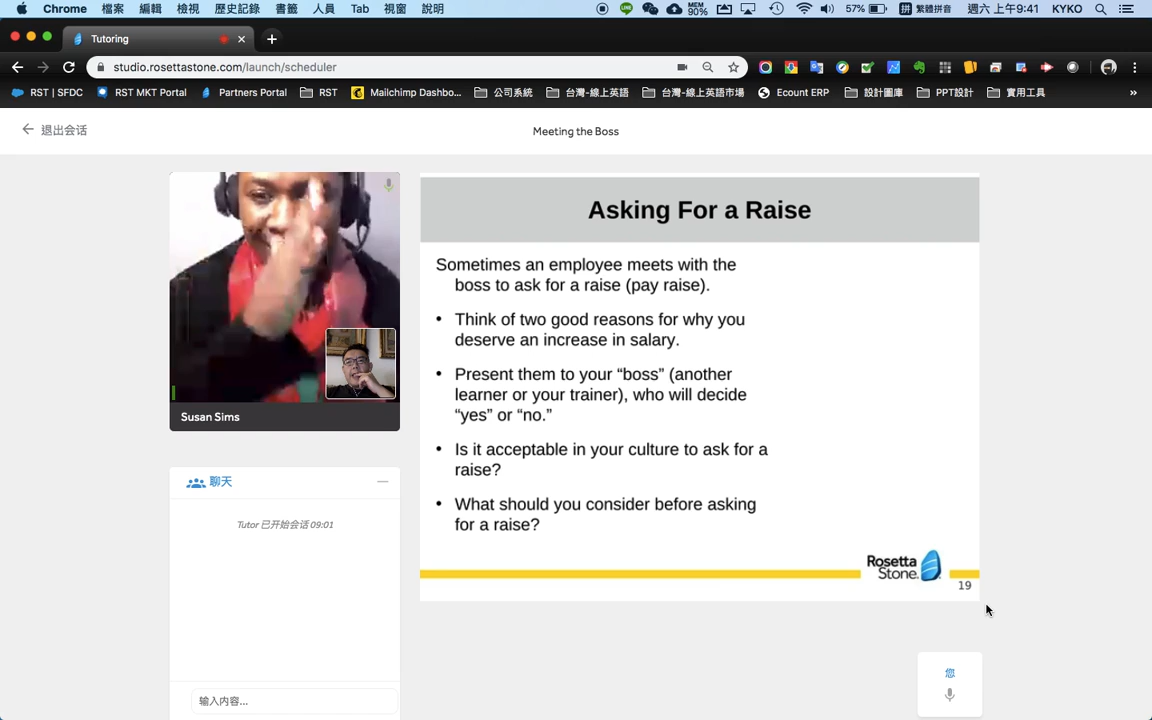 Chrome 檔案 編輯 檢視 歷史記錄 書籤 人員 Tab 視窗 說明 MEM 90% 57% 拼 繁體拼音 週六 上午9:41 KYKO
Tutoring
studio.rosettastone.com/launch/scheduler
RST | SFDC RST MKT Portal Partners Portal RST Mailchimp Dashbo... 公司系統 台灣-線上英語 台灣-線上英語市場 Ecount ERP 設計圖庫 PPT設計 實用工具 »
退出会话
Meeting the Boss
Susan Sims
聊天
Tutor 已开始会话 09:01
输入内容...
Asking For a Raise
Sometimes an employee meets with the
boss to ask for a raise (pay raise).
• Think of two good reasons for why you
deserve an increase in salary.
• Present them to your “boss” (another
learner or your trainer), who will decide
“yes” or “no.”
• Is it acceptable in your culture to ask for a
raise?
• What should you consider before asking
for a raise?
Rosetta
Stone.
19
您